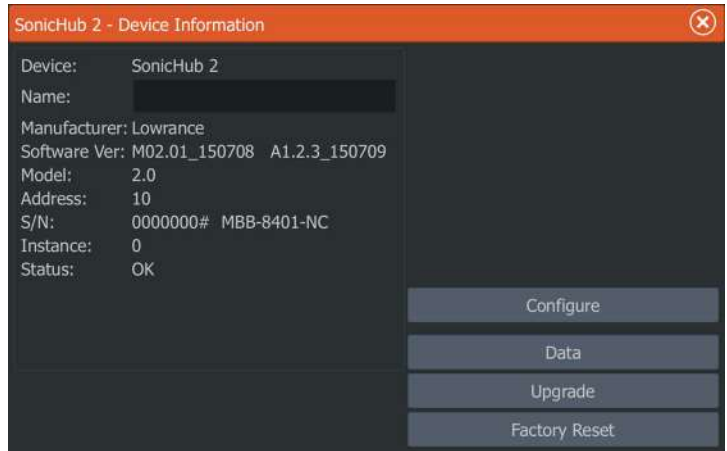 SonicHub 2 - Device Information
Device: SonicHub 2
Name:
Manufacturer: Lowrance
Software Ver: M02.01_150708 A1.2.3_150709
Model: 2.0
Address: 10
S/N: 0000000# MBB-8401-NC
Instance: 0
Status: OK
Configure
Data
Upgrade
Factory Reset